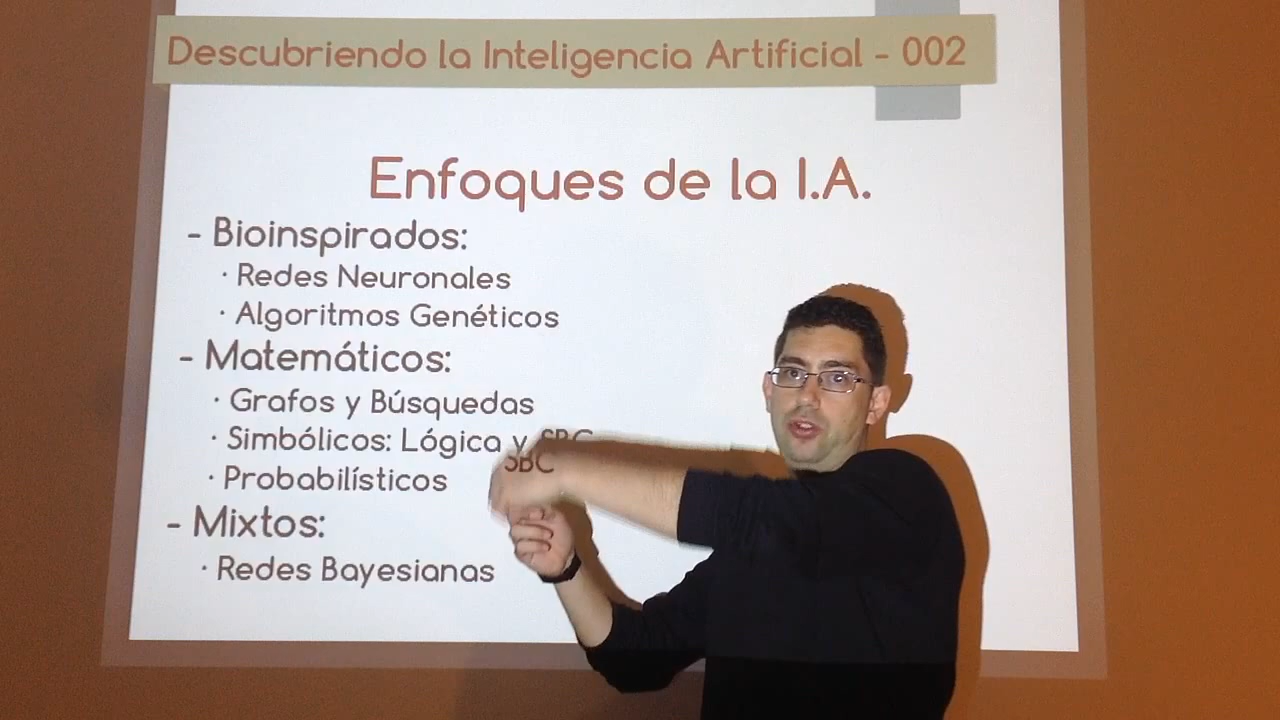 Descubriendo la Inteligencia Artificial - 002
Enfoques de la I.A.
- Bioinspirados:
· Redes Neuronales
· Algoritmos Genéticos
- Matemáticos:
· Grafos y Búsquedas
· Simbólicos: Lógica y SBC
· Probabilísticos
- Mixtos:
· Redes Bayesianas